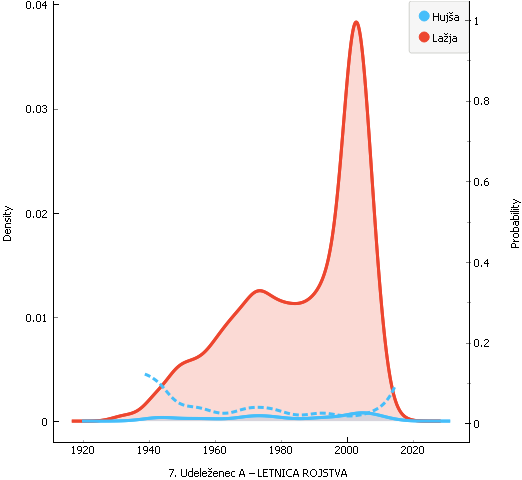 0.04
0.03
0.02
0.01
0
Density
Hujša
Lažja
1
0.8
0.6
0.4
0.2
0
Probability
1920 1940 1960 1980 2000 2020
7. Udeleženec A – LETNICA ROJSTVA